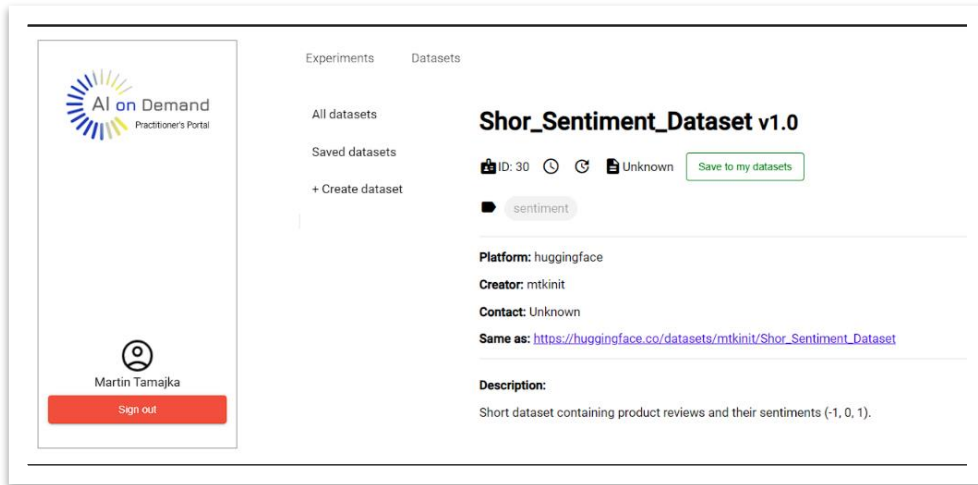 AI on Demand
Practitioner's Portal
Martin Tamajka
Sign out
Experiments Datasets
All datasets
Saved datasets
+ Create dataset
Shor_Sentiment_Dataset v1.0
ID: 30 Unknown Save to my datasets
sentiment
Platform: huggingface
Creator: mtkinit
Contact: Unknown
Same as: https://huggingface.co/datasets/mtkinit/Shor_Sentiment_Dataset
Description:
Short dataset containing product reviews and their sentiments (-1, 0, 1).